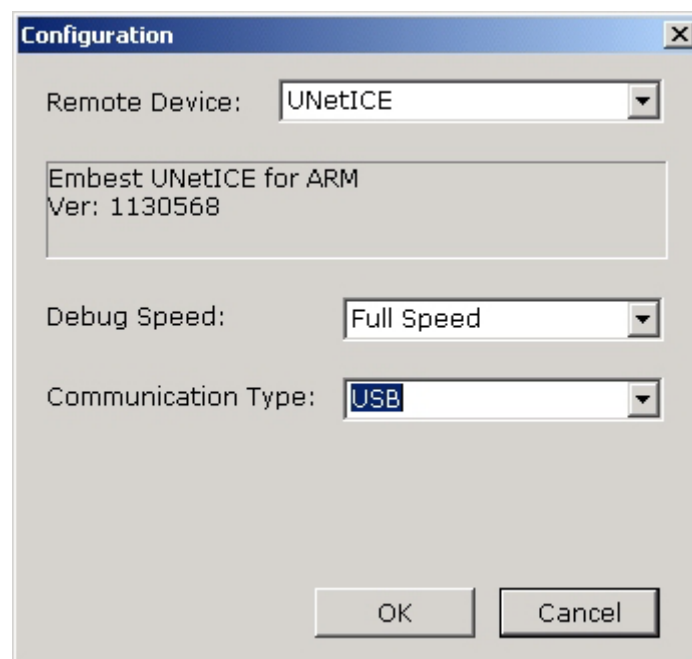 Configuration
Remote Device: UNetICE
Embest UNetICE for ARM
Ver: 1130568
Debug Speed: Full Speed
Communication Type: USB
OK Cancel